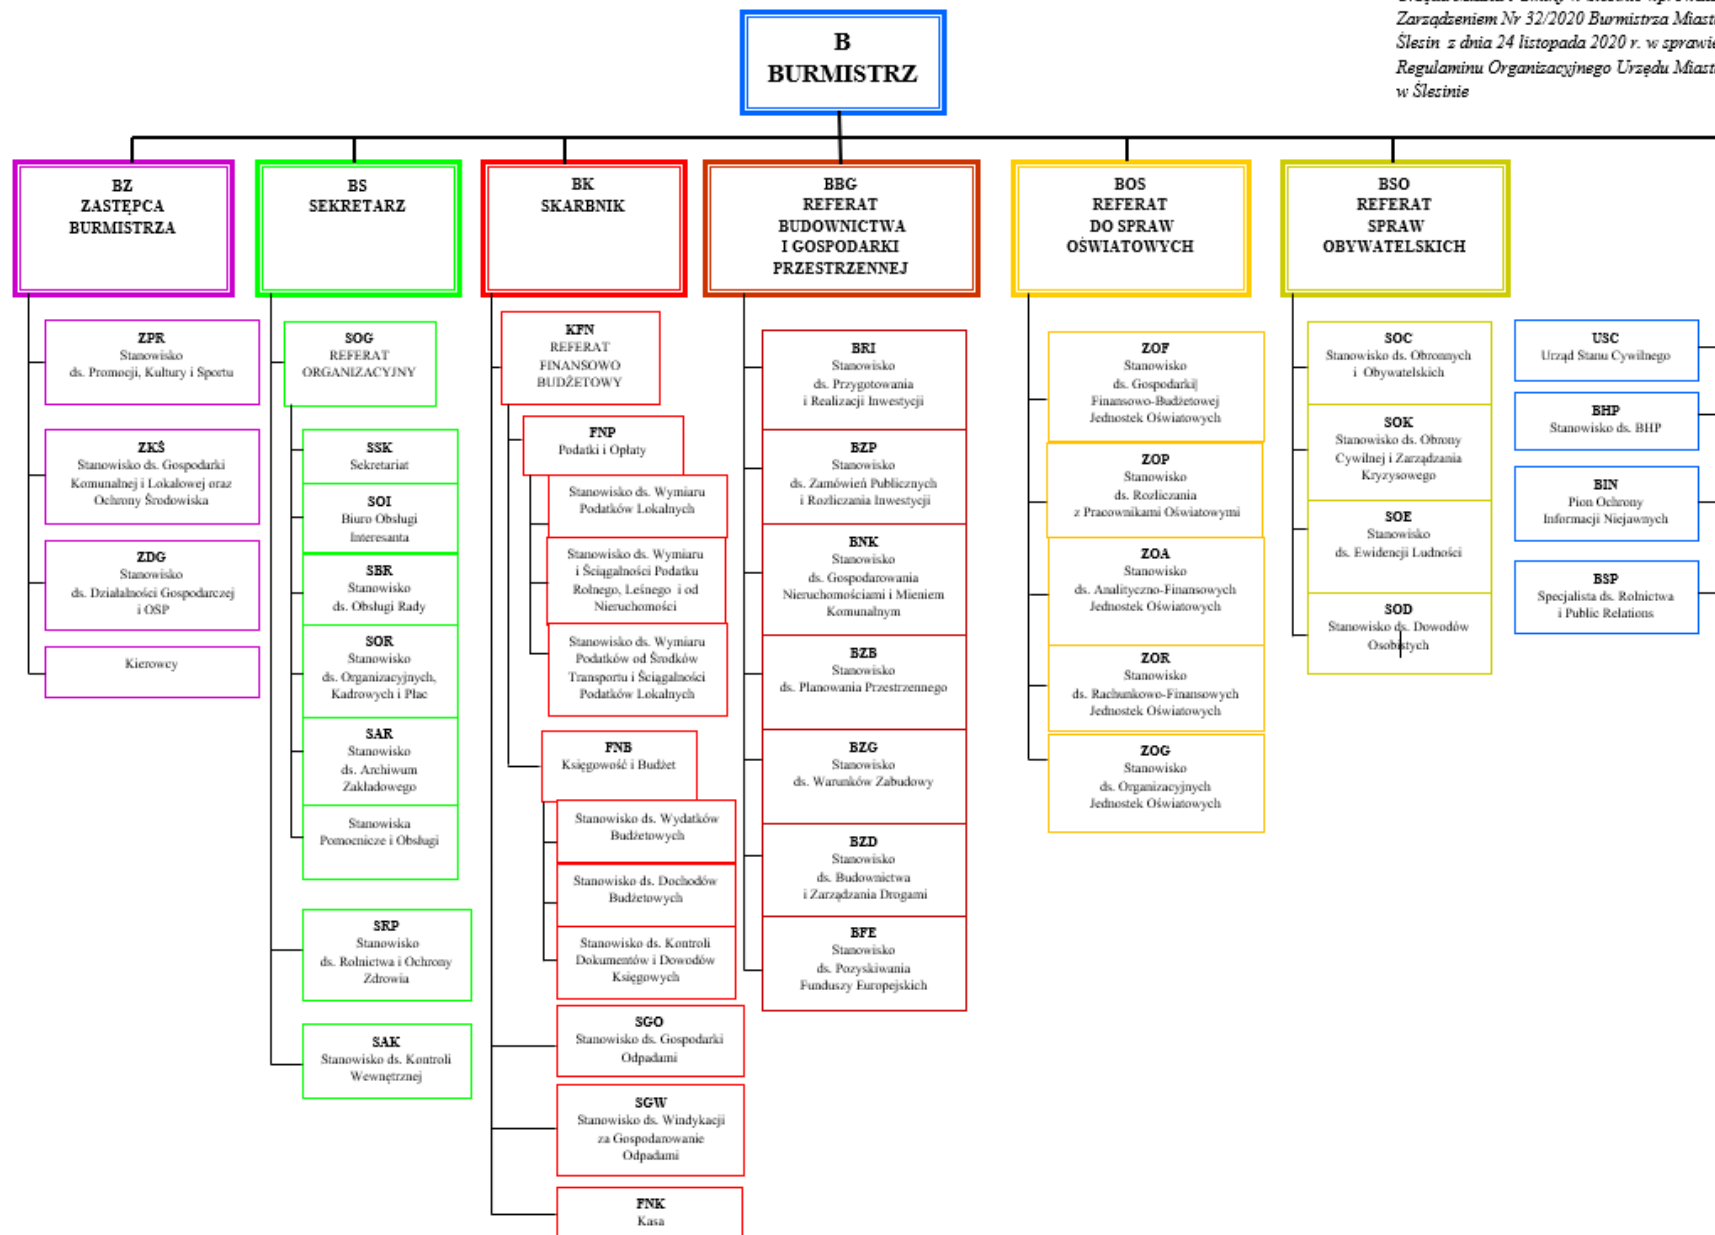 Zarządzeniem Nr 32/2020 Burmistrza Miasta
Ślesin z dnia 24 listopada 2020 r. w sprawie
Regulaminu Organizacyjnego Urzędu Miasta
w Ślesinie
B
BURMISTRZ
BZ
ZASTĘPCA
BURMISTRZA
ZPR
Stanowisko
ds. Promocji, Kultury i Sportu
ZKŚ
Stanowisko ds. Gospodarki
Komunalnej i Lokalowej oraz
Ochrony Środowiska
ZDG
Stanowisko
ds. Działalności Gospodarczej
i OSP
Kierowcy
BS
SEKRETARZ
SOG
REFERAT
ORGANIZACYJNY
SSK
Sekretariat
SOI
Biuro Obsługi
Interesanta
SBR
Stanowisko
ds. Obsługi Rady
SOR
Stanowisko
ds. Organizacyjnych,
Kadrowych i Płac
SAR
Stanowisko
ds. Archiwum
Zakładowego
Stanowiska
Pomocnicze i Obsługi
SRP
Stanowisko
ds. Rolnictwa i Ochrony
Zdrowia
SAK
Stanowisko ds. Kontroli
Wewnętrznej
BK
SKARBNIK
KFN
REFERAT
FINANSOWO
BUDŻETOWY
FNP
Podatki i Opłaty
Stanowisko ds. Wymiaru
Podatków Lokalnych
Stanowisko ds. Wymiaru
i Ściągalności Podatku
Rolnego, Leśnego i od
Nieruchomości
Stanowisko ds. Wymiaru
Podatków od Środków
Transportu i Ściągalności
Podatków Lokalnych
FNB
Księgowość i Budżet
Stanowisko ds. Wydatków
Budżetowych
Stanowisko ds. Dochodów
Budżetowych
Stanowisko ds. Kontroli
Dokumentów i Dowodów
Księgowych
SGO
Stanowisko ds. Gospodarki
Odpadami
SGW
Stanowisko ds. Windykacji
za Gospodarowanie
Odpadami
FNK
Kasa
BBG
REFERAT
BUDOWNICTWA
I GOSPODARKI
PRZESTRZENNEJ
BRI
Stanowisko
ds. Przygotowania
i Realizacji Inwestycji
BZP
Stanowisko
ds. Zamówień Publicznych
i Rozliczania Inwestycji
BNK
Stanowisko
ds. Gospodarowania
Nieruchomościami i Mieniem
Komunalnym
BZB
Stanowisko
ds. Planowania Przestrzennego
BZG
Stanowisko
ds. Warunków Zabudowy
BZD
Stanowisko
ds. Budownictwa
i Zarządzania Drogami
BFE
Stanowisko
ds. Pozyskiwania
Funduszy Europejskich
BOS
REFERAT
DO SPRAW
OŚWIATOWYCH
ZOF
Stanowisko
ds. Gospodarki
Finansowo-Budżetowej
Jednostek Oświatowych
ZOP
Stanowisko
ds. Rozliczania
z Pracownikami Oświatowymi
ZOA
Stanowisko
ds. Analityczno-Finansowych
Jednostek Oświatowych
ZOR
Stanowisko
ds. Rachunkowo-Finansowych
Jednostek Oświatowych
ZOG
Stanowisko
ds. Organizacyjnych
Jednostek Oświatowych
BSO
REFERAT
SPRAW
OBYWATELSKICH
SOC
Stanowisko ds. Obronnych
i Obywatelskich
SOK
Stanowisko ds. Obrony
Cywilnej i Zarządzania
Kryzysowego
SOE
Stanowisko
ds. Ewidencji Ludności
SOD
Stanowisko ds. Dowodów
Osobistych
USC
Urząd Stanu Cywilnego
BHP
Stanowisko ds. BHP
BIN
Pion Ochrony
Informacji Niejawnych
BSP
Specjalista ds. Rolnictwa
i Public Relations